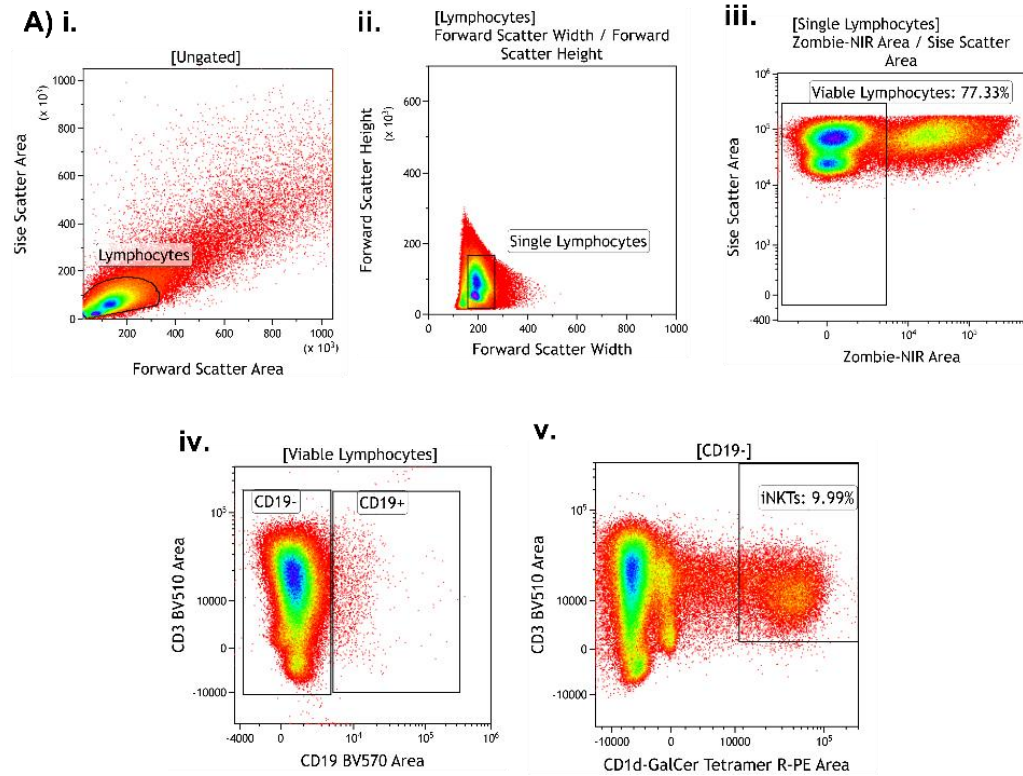 A) i.
[Ungated]
1000
800
600
400
200
0
(x 10³)
Sise Scatter Area
Lymphocytes
200
400
600
800
1000
(x 10³)
Forward Scatter Area
ii.
[Lymphocytes]
Forward Scatter Width / Forward
Scatter Height
600
400
200
0
(x 10³)
Forward Scatter Height
Single Lymphocytes
0
200
400
600
800
1000
Forward Scatter Width
iii.
[Single Lymphocytes]
Zombie-NIR Area / Sise Scatter
Area
Viable Lymphocytes: 77.33%
10⁶
10⁵
10⁴
10³
0
-400
Sise Scatter Area
0
10⁴
10³
Zombie-NIR Area
iv.
[Viable Lymphocytes]
CD19-
CD19+
10⁵
10000
0
-10000
CD3 BV510 Area
-4000
0
10⁴
10⁵
10⁶
CD19 BV570 Area
v.
[CD19-]
iNKTs: 9.99%
10⁵
10000
0
-10000
CD3 BV510 Area
-10000
0
10000
10⁵
CD1d-GalCer Tetramer R-PE Area